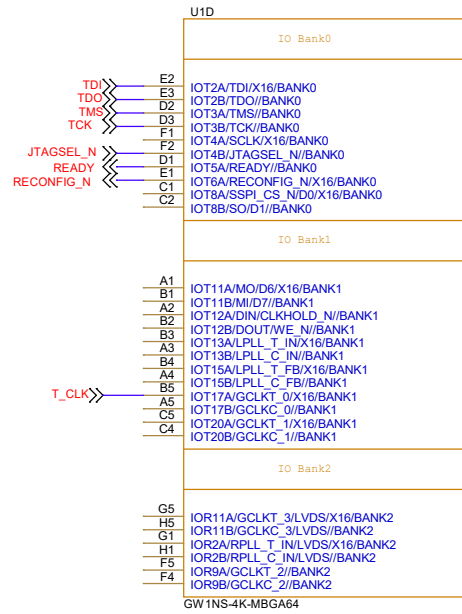 U1D
IO Bank0
TDI E2 IOT2A/TDI/X16/BANK0
TDO E3 IOT2B/TDO//BANK0
TMS D2 IOT3A/TMS//BANK0
TCK D3 IOT3B/TCK//BANK0
F1 IOT4A/SCLK/X16/BANK0
JTAGSEL_N F2 IOT4B/JTAGSEL_N//BANK0
READY D1 IOT5A/READY//BANK0
RECONFIG_N E1 IOT6A/RECONFIG_N/X16/BANK0
C1 IOT8A/SSPI_CS_N/D0/X16/BANK0
C2 IOT8B/SO/D1//BANK0
IO Bank1
A1 IOT11A/MO/D6/X16/BANK1
B1 IOT11B/MI/D7//BANK1
A2 IOT12A/DIN/CLKHOLD_N//BANK1
B2 IOT12B/DOUT/WE_N//BANK1
B3 IOT13A/LPLL_T_IN/X16/BANK1
A3 IOT13B/LPLL_C_IN//BANK1
B4 IOT15A/LPLL_T_FB/X16/BANK1
A4 IOT15B/LPLL_C_FB//BANK1
T_CLK B5 IOT17A/GCLKT_0/X16/BANK1
A5 IOT17B/GCLKC_0//BANK1
C5 IOT20A/GCLKT_1/X16/BANK1
C4 IOT20B/GCLKC_1//BANK1
IO Bank2
G5 IOR11A/GCLKT_3/LVDS/X16/BANK2
H5 IOR11B/GCLKC_3/LVDS//BANK2
G1 IOR2A/RPLL_T_IN/LVDS/X16/BANK2
H1 IOR2B/RPLL_C_IN/LVDS//BANK2
F5 IOR9A/GCLKT_2//BANK2
F4 IOR9B/GCLKC_2//BANK2
GW1NS-4K-MBGA64